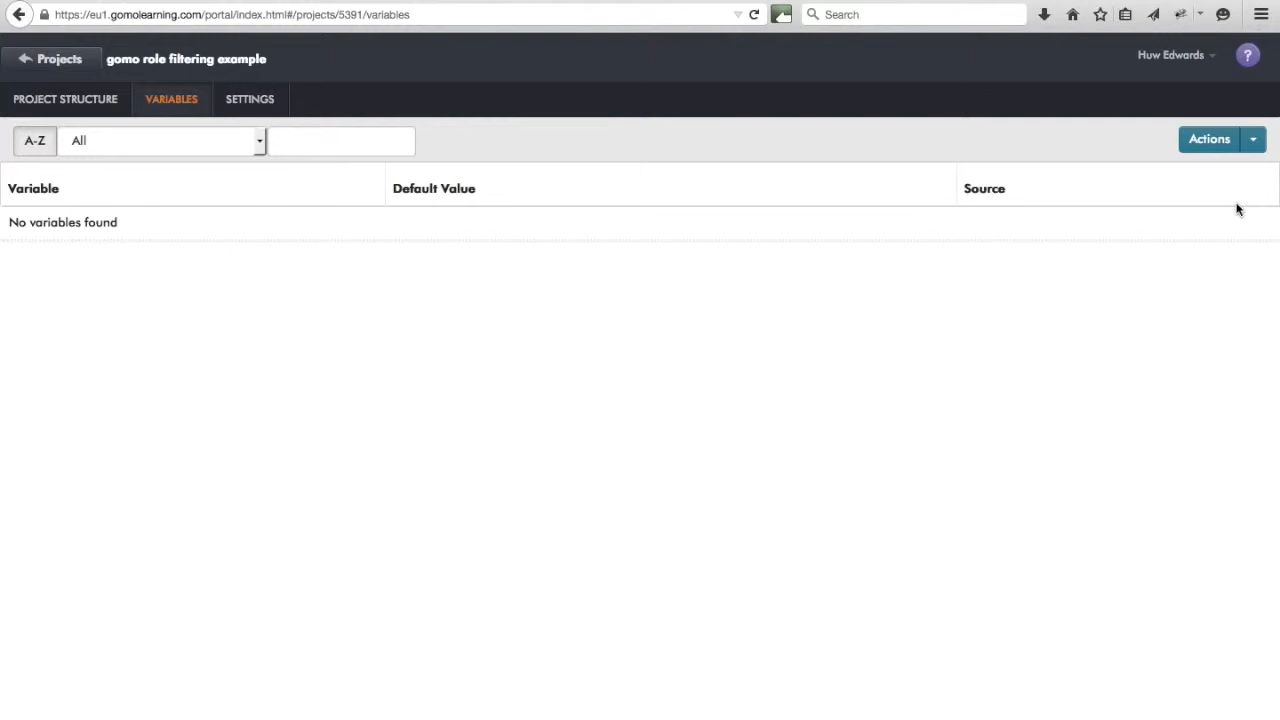 https://eu1.gomolearning.com/portal/index.html#/projects/5391/variables
Search
Projects
gomo role filtering example
Huw Edwards
?
PROJECT STRUCTURE
VARIABLES
SETTINGS
A-Z
All
Actions
Variable
Default Value
Source
No variables found